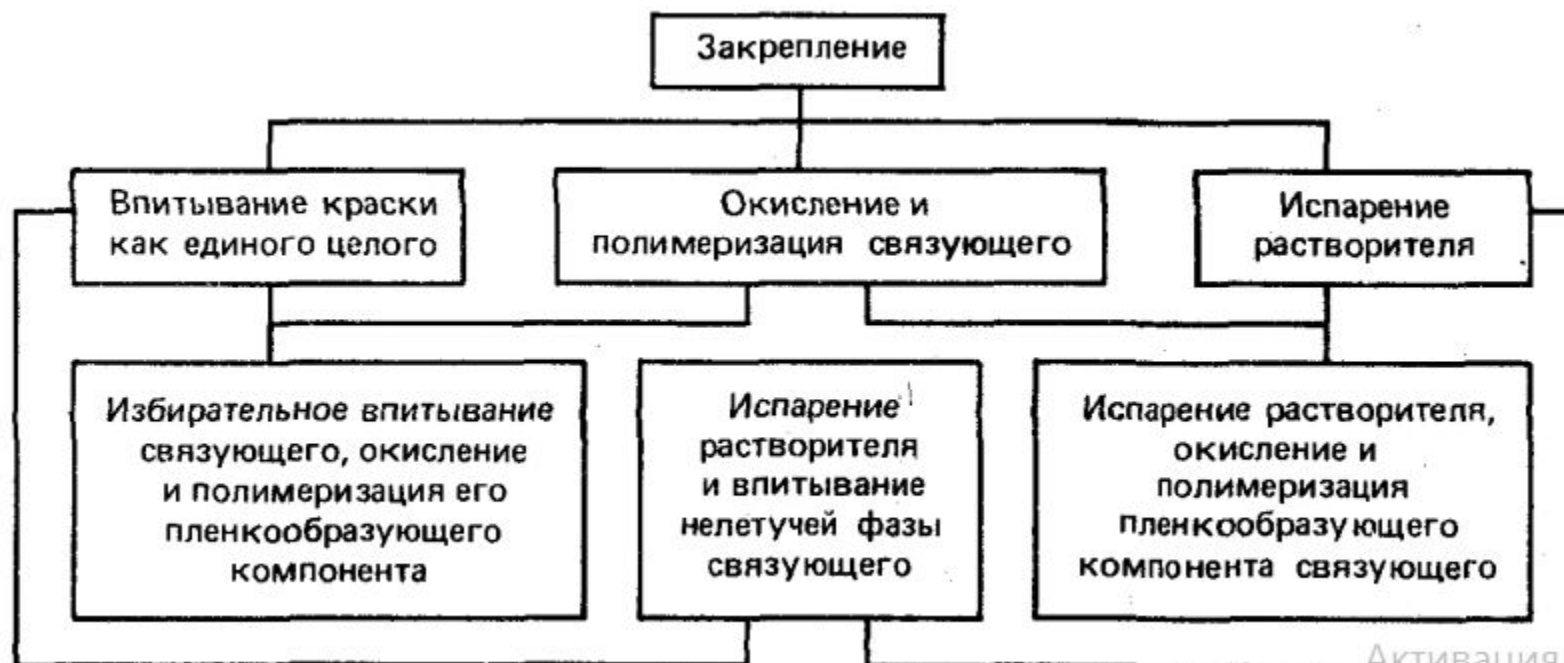 Закрепление
Впитывание краски
как единого целого
Окисление и
полимеризация связующего
Испарение
растворителя
Избирательное впитывание
связующего, окисление
и полимеризация его
пленкообразующего
компонента
Испарение
растворителя
и впитывание
нелетучей фазы
связующего
Испарение растворителя,
окисление и
полимеризация
пленкообразующего
компонента связующего
Активация